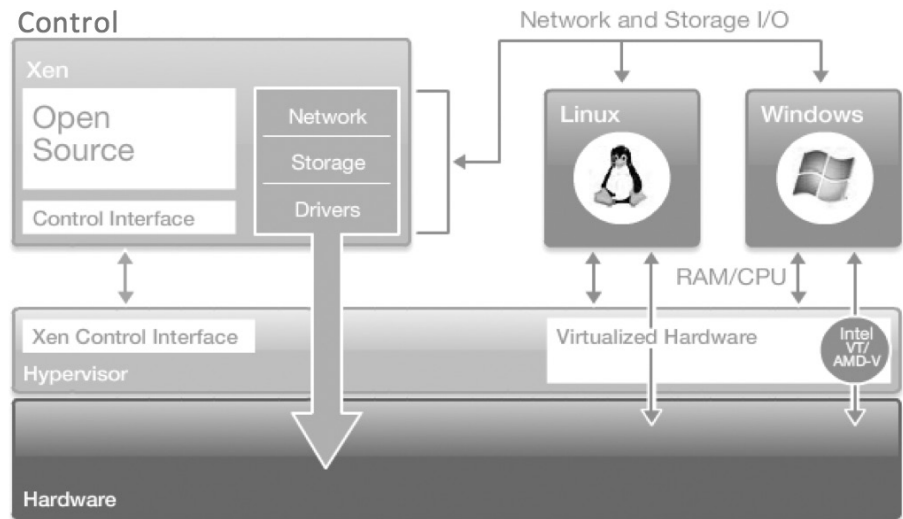 Control
Network and Storage I/O
Xen
Open
Source
Control Interface
Network
Storage
Drivers
Linux
Windows
RAM/CPU
Xen Control Interface
Hypervisor
Virtualized Hardware
Intel
VT/
AMD-V
Hardware